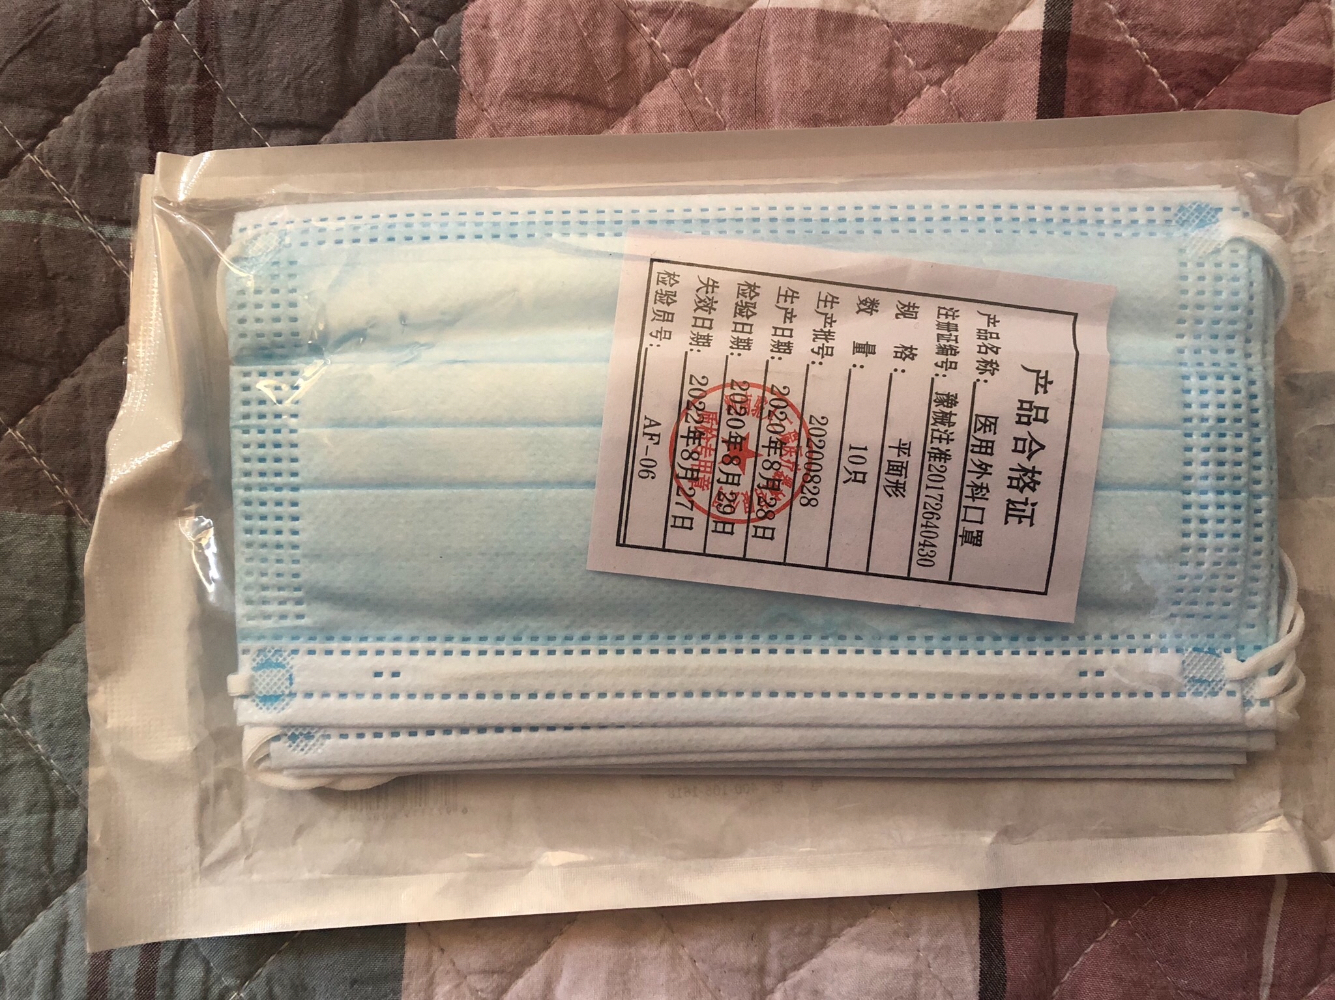 产品合格证
产品名称: 医用外科口罩
注册证编号: 豫械注准20172640430
规 格: 平面形
数 量: 10只
生产批号: 20200828
生产日期: 2020年8月28日
检验日期: 2020年8月29日
失效日期: 2022年8月27日
检验员号: AF-06
质检专用章